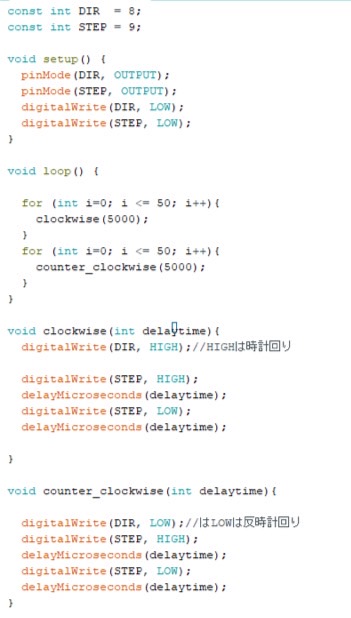 const int DIR  = 8;
const int STEP = 9;
void setup() {
  pinMode(DIR, OUTPUT);
  pinMode(STEP, OUTPUT);
  digitalWrite(DIR, LOW);
  digitalWrite(STEP, LOW);
}
void loop() {
  for (int i=0; i <= 50; i++){
    clockwise(5000);
  }
  for (int i=0; i <= 50; i++){
    counter_clockwise(5000);
  }
}
void clockwise(int delaytime){
  digitalWrite(DIR, HIGH);//HIGHは時計回り
  digitalWrite(STEP, HIGH);
  delayMicroseconds(delaytime);
  digitalWrite(STEP, LOW);
  delayMicroseconds(delaytime);
}
void counter_clockwise(int delaytime){
  digitalWrite(DIR, LOW);//はLOWは反時計回り
  digitalWrite(STEP, HIGH);
  delayMicroseconds(delaytime);
  digitalWrite(STEP, LOW);
  delayMicroseconds(delaytime);
}